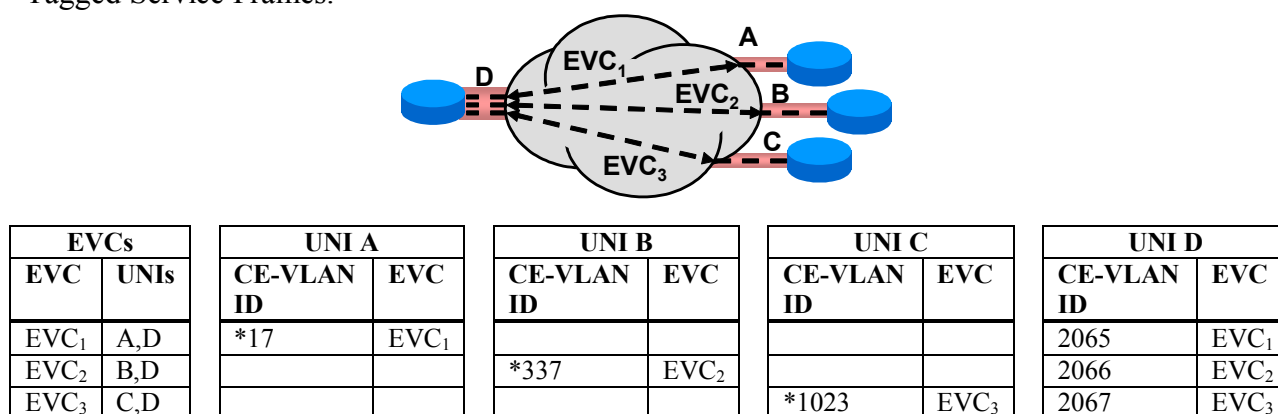 Tagged Service Frames.
A
EVC₁
D
EVC₂ B
C
EVC₃
EVCs UNI A UNI B UNI C UNI D
EVC UNIs CE-VLAN ID EVC CE-VLAN ID EVC CE-VLAN ID EVC CE-VLAN ID EVC
EVC₁ A,D *17 EVC₁ 2065 EVC₁
EVC₂ B,D *337 EVC₂ 2066 EVC₂
EVC₃ C,D *1023 EVC₃ 2067 EVC₃